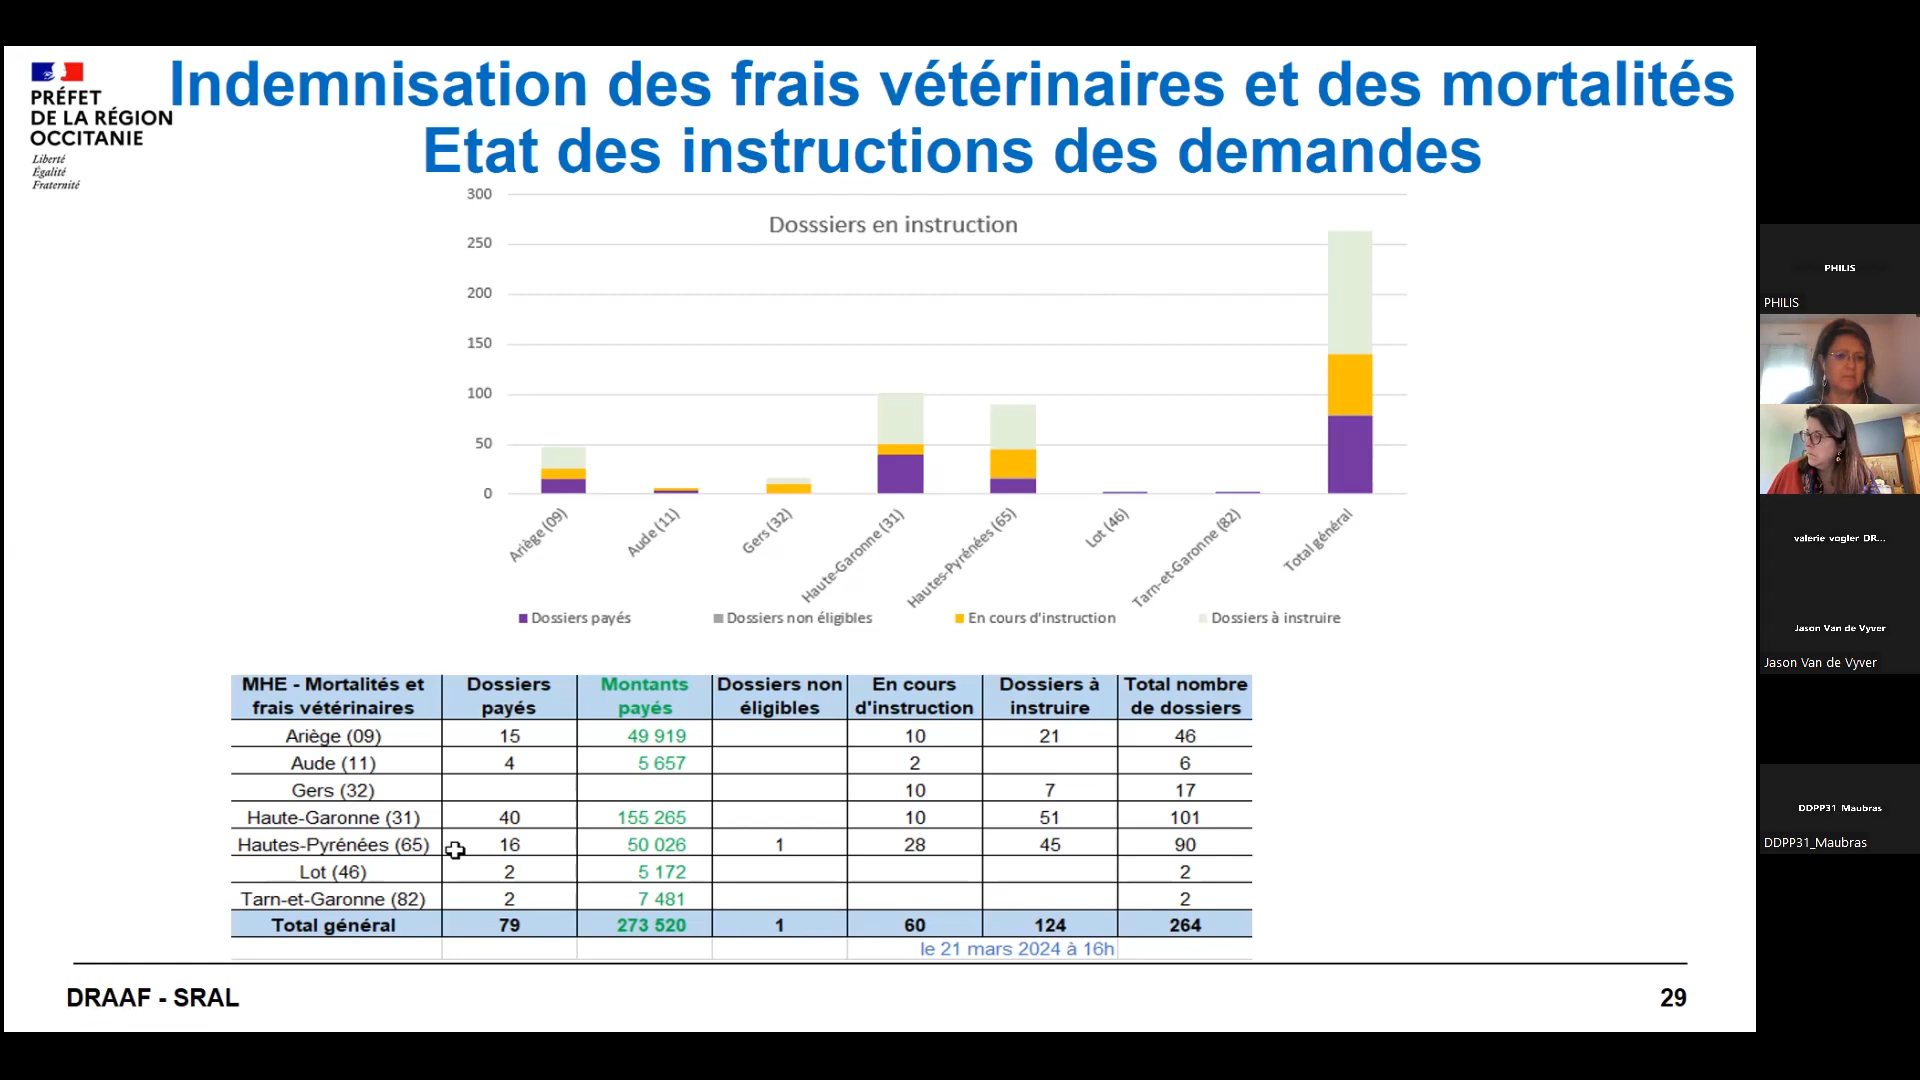 PRÉFET
DE LA RÉGION
OCCITANIE
Liberté
Égalité
Fraternité
Indemnisation des frais vétérinaires et des mortalités
Etat des instructions des demandes
Dosssiers en instruction
300
250
200
150
100
50
0
Ariège (09)
Aude (11)
Gers (32)
Haute-Garonne (31)
Hautes-Pyrénées (65)
Lot (46)
Tarn-et-Garonne (82)
Total général
Dossiers payés Dossiers non éligibles En cours d'instruction Dossiers à instruire
MHE - Mortalités et frais vétérinaires Dossiers payés Montants payés Dossiers non éligibles En cours d'instruction Dossiers à instruire Total nombre de dossiers
Ariège (09) 15 49 919 10 21 46
Aude (11) 4 5 657 2 6
Gers (32) 10 7 17
Haute-Garonne (31) 40 155 265 10 51 101
Hautes-Pyrénées (65) 16 50 026 1 28 45 90
Lot (46) 2 5 172 2
Tarn-et-Garonne (82) 2 7 481 2
Total général 79 273 520 1 60 124 264
le 21 mars 2024 à 16h
DRAAF - SRAL
29
PHILIS
PHILIS
valerie vogler DR...
Jason Van de Vyver
Jason Van de Vyver
DDPP31_Maubras
DDPP31_Maubras